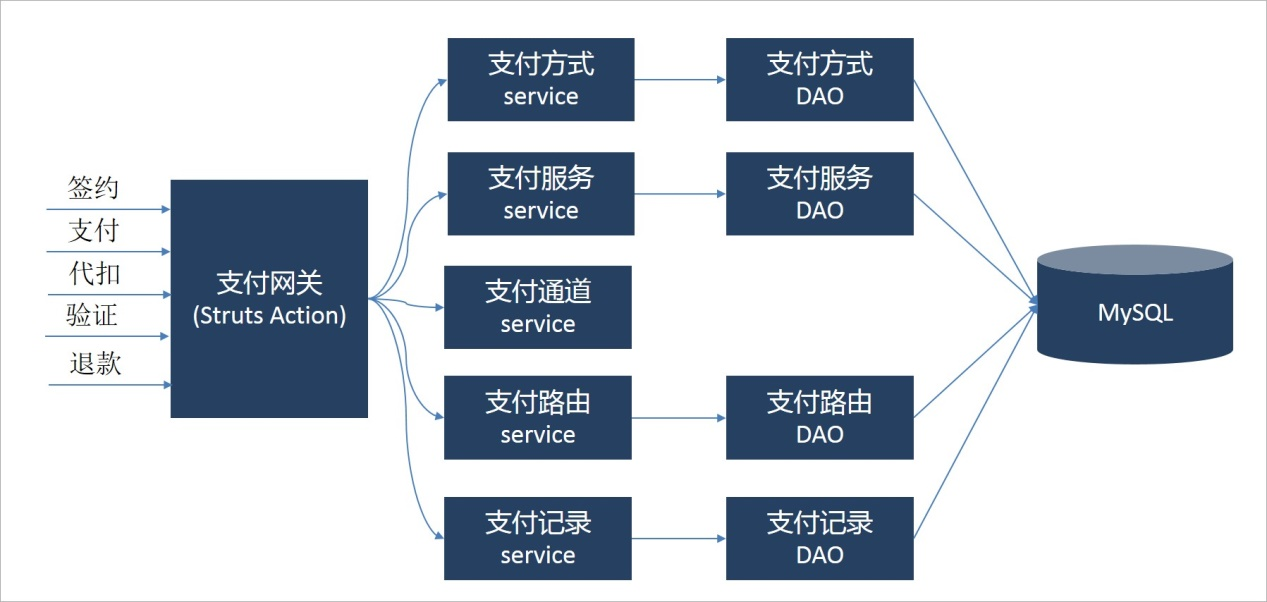 签约
支付
代扣
验证
退款
支付网关
(Struts Action)
支付方式
service
支付方式
DAO
支付服务
service
支付服务
DAO
支付通道
service
支付路由
service
支付路由
DAO
支付记录
service
支付记录
DAO
MySQL